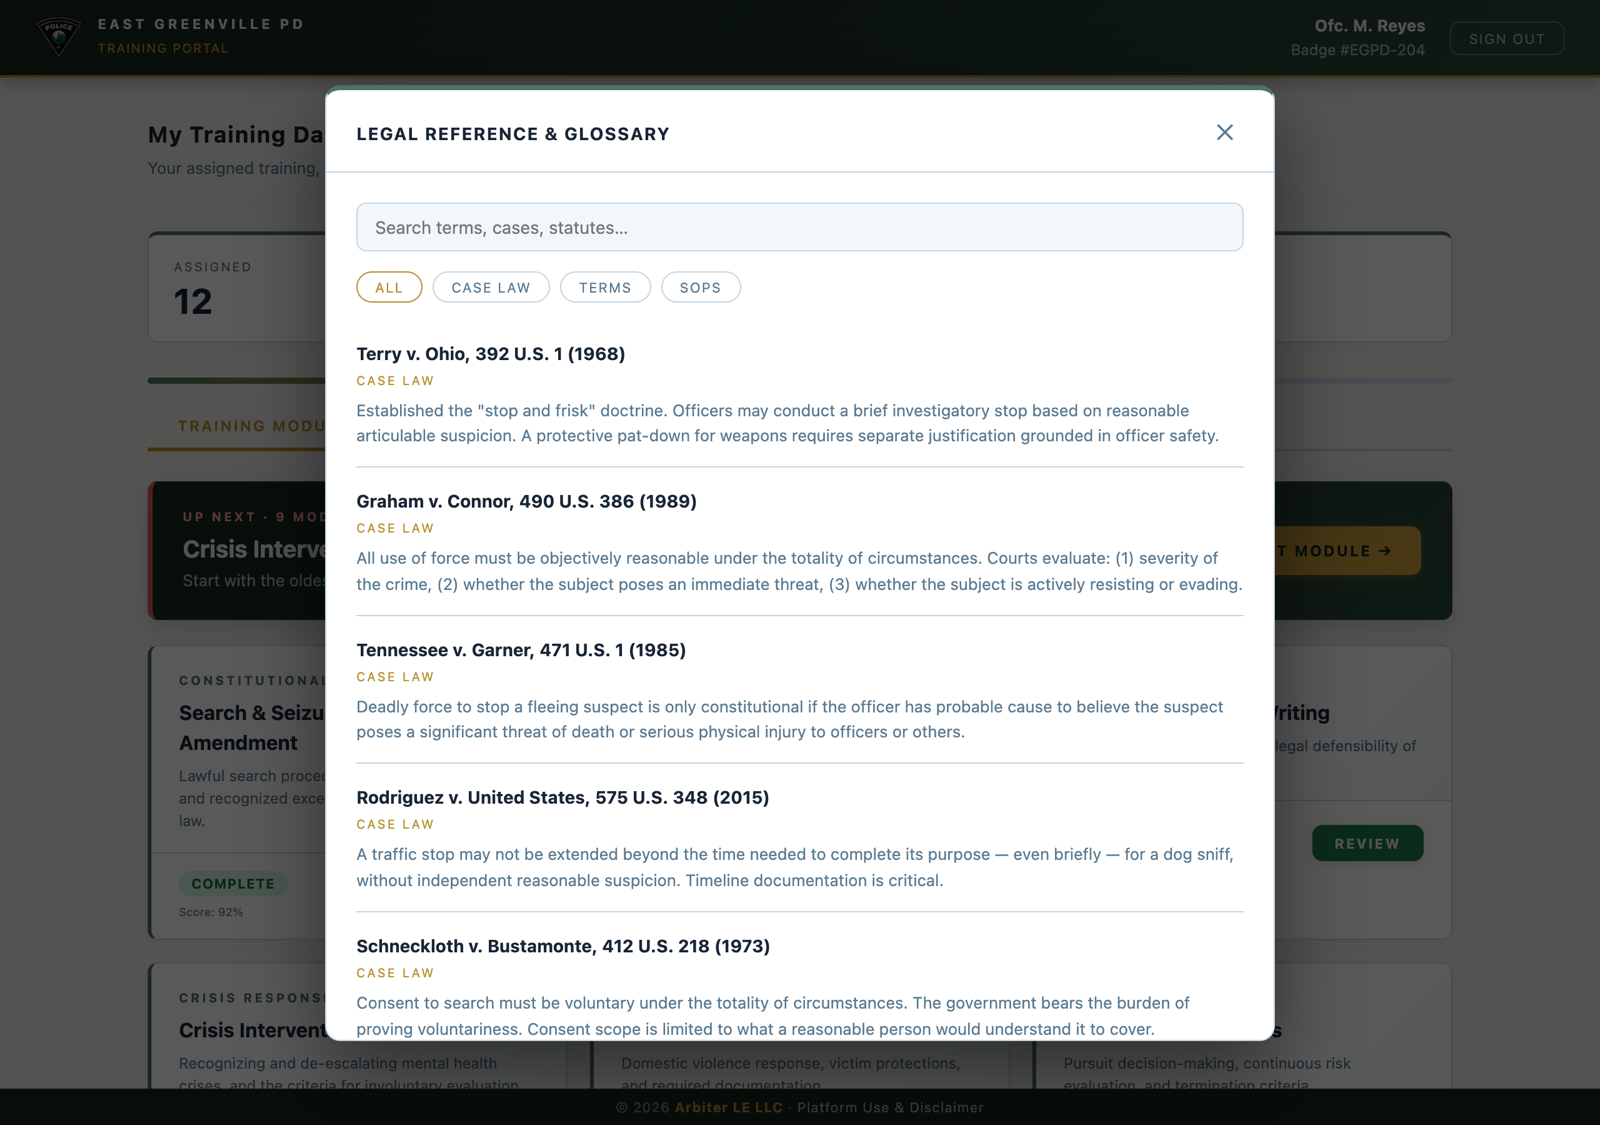 POLICE
EAST GREENVILLE PD
TRAINING PORTAL
Ofc. M. Reyes
Badge #EGPD-204
SIGN OUT
My Training Da
Your assigned training,
ASSIGNED
12
TRAINING MODU
UP NEXT · 9 MOD
Crisis Interve
Start with the oldes
T MODULE →
CONSTITUTIONAL
Search & Seizu
Amendment
Lawful search proced
and recognized exce
law.
COMPLETE
Score: 92%
Writing
legal defensibility of
REVIEW
CRISIS RESPONS
Crisis Intervent
Recognizing and de-escalating mental health
crises, and the criteria for involuntary evaluation
Domestic violence response, victim protections,
and required documentation
s
Pursuit decision-making, continuous risk
evaluation, and termination criteria
LEGAL REFERENCE & GLOSSARY
Search terms, cases, statutes...
ALL
CASE LAW
TERMS
SOPS
Terry v. Ohio, 392 U.S. 1 (1968)
CASE LAW
Established the "stop and frisk" doctrine. Officers may conduct a brief investigatory stop based on reasonable
articulable suspicion. A protective pat-down for weapons requires separate justification grounded in officer safety.
Graham v. Connor, 490 U.S. 386 (1989)
CASE LAW
All use of force must be objectively reasonable under the totality of circumstances. Courts evaluate: (1) severity of
the crime, (2) whether the subject poses an immediate threat, (3) whether the subject is actively resisting or evading.
Tennessee v. Garner, 471 U.S. 1 (1985)
CASE LAW
Deadly force to stop a fleeing suspect is only constitutional if the officer has probable cause to believe the suspect
poses a significant threat of death or serious physical injury to officers or others.
Rodriguez v. United States, 575 U.S. 348 (2015)
CASE LAW
A traffic stop may not be extended beyond the time needed to complete its purpose — even briefly — for a dog sniff,
without independent reasonable suspicion. Timeline documentation is critical.
Schneckloth v. Bustamonte, 412 U.S. 218 (1973)
CASE LAW
Consent to search must be voluntary under the totality of circumstances. The government bears the burden of
proving voluntariness. Consent scope is limited to what a reasonable person would understand it to cover.
© 2026 Arbiter LE LLC · Platform Use & Disclaimer